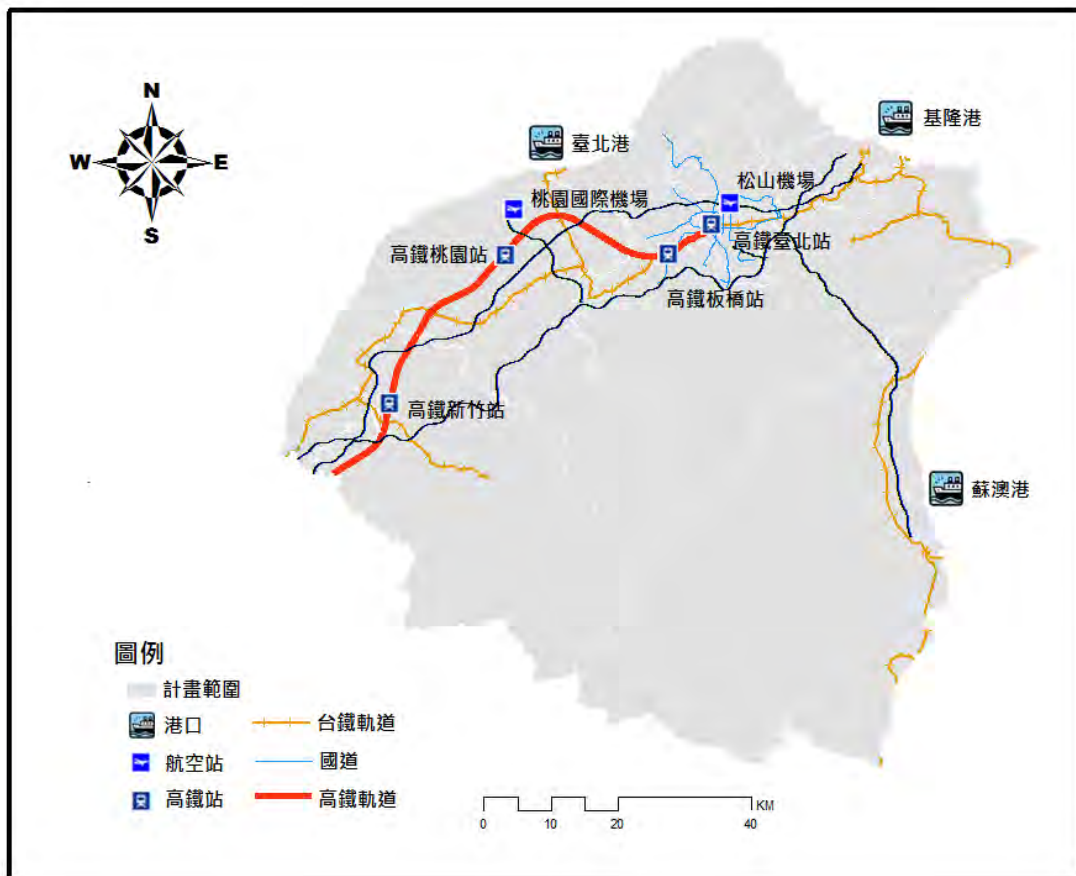 N
W
E
S
基隆港
臺北港
松山機場
桃園國際機場
高鐵桃園站
高鐵臺北站
高鐵板橋站
高鐵新竹站
蘇澳港
圖例
計畫範圍
港口
台鐵軌道
航空站
國道
高鐵站
高鐵軌道
KM
0 10 20 40